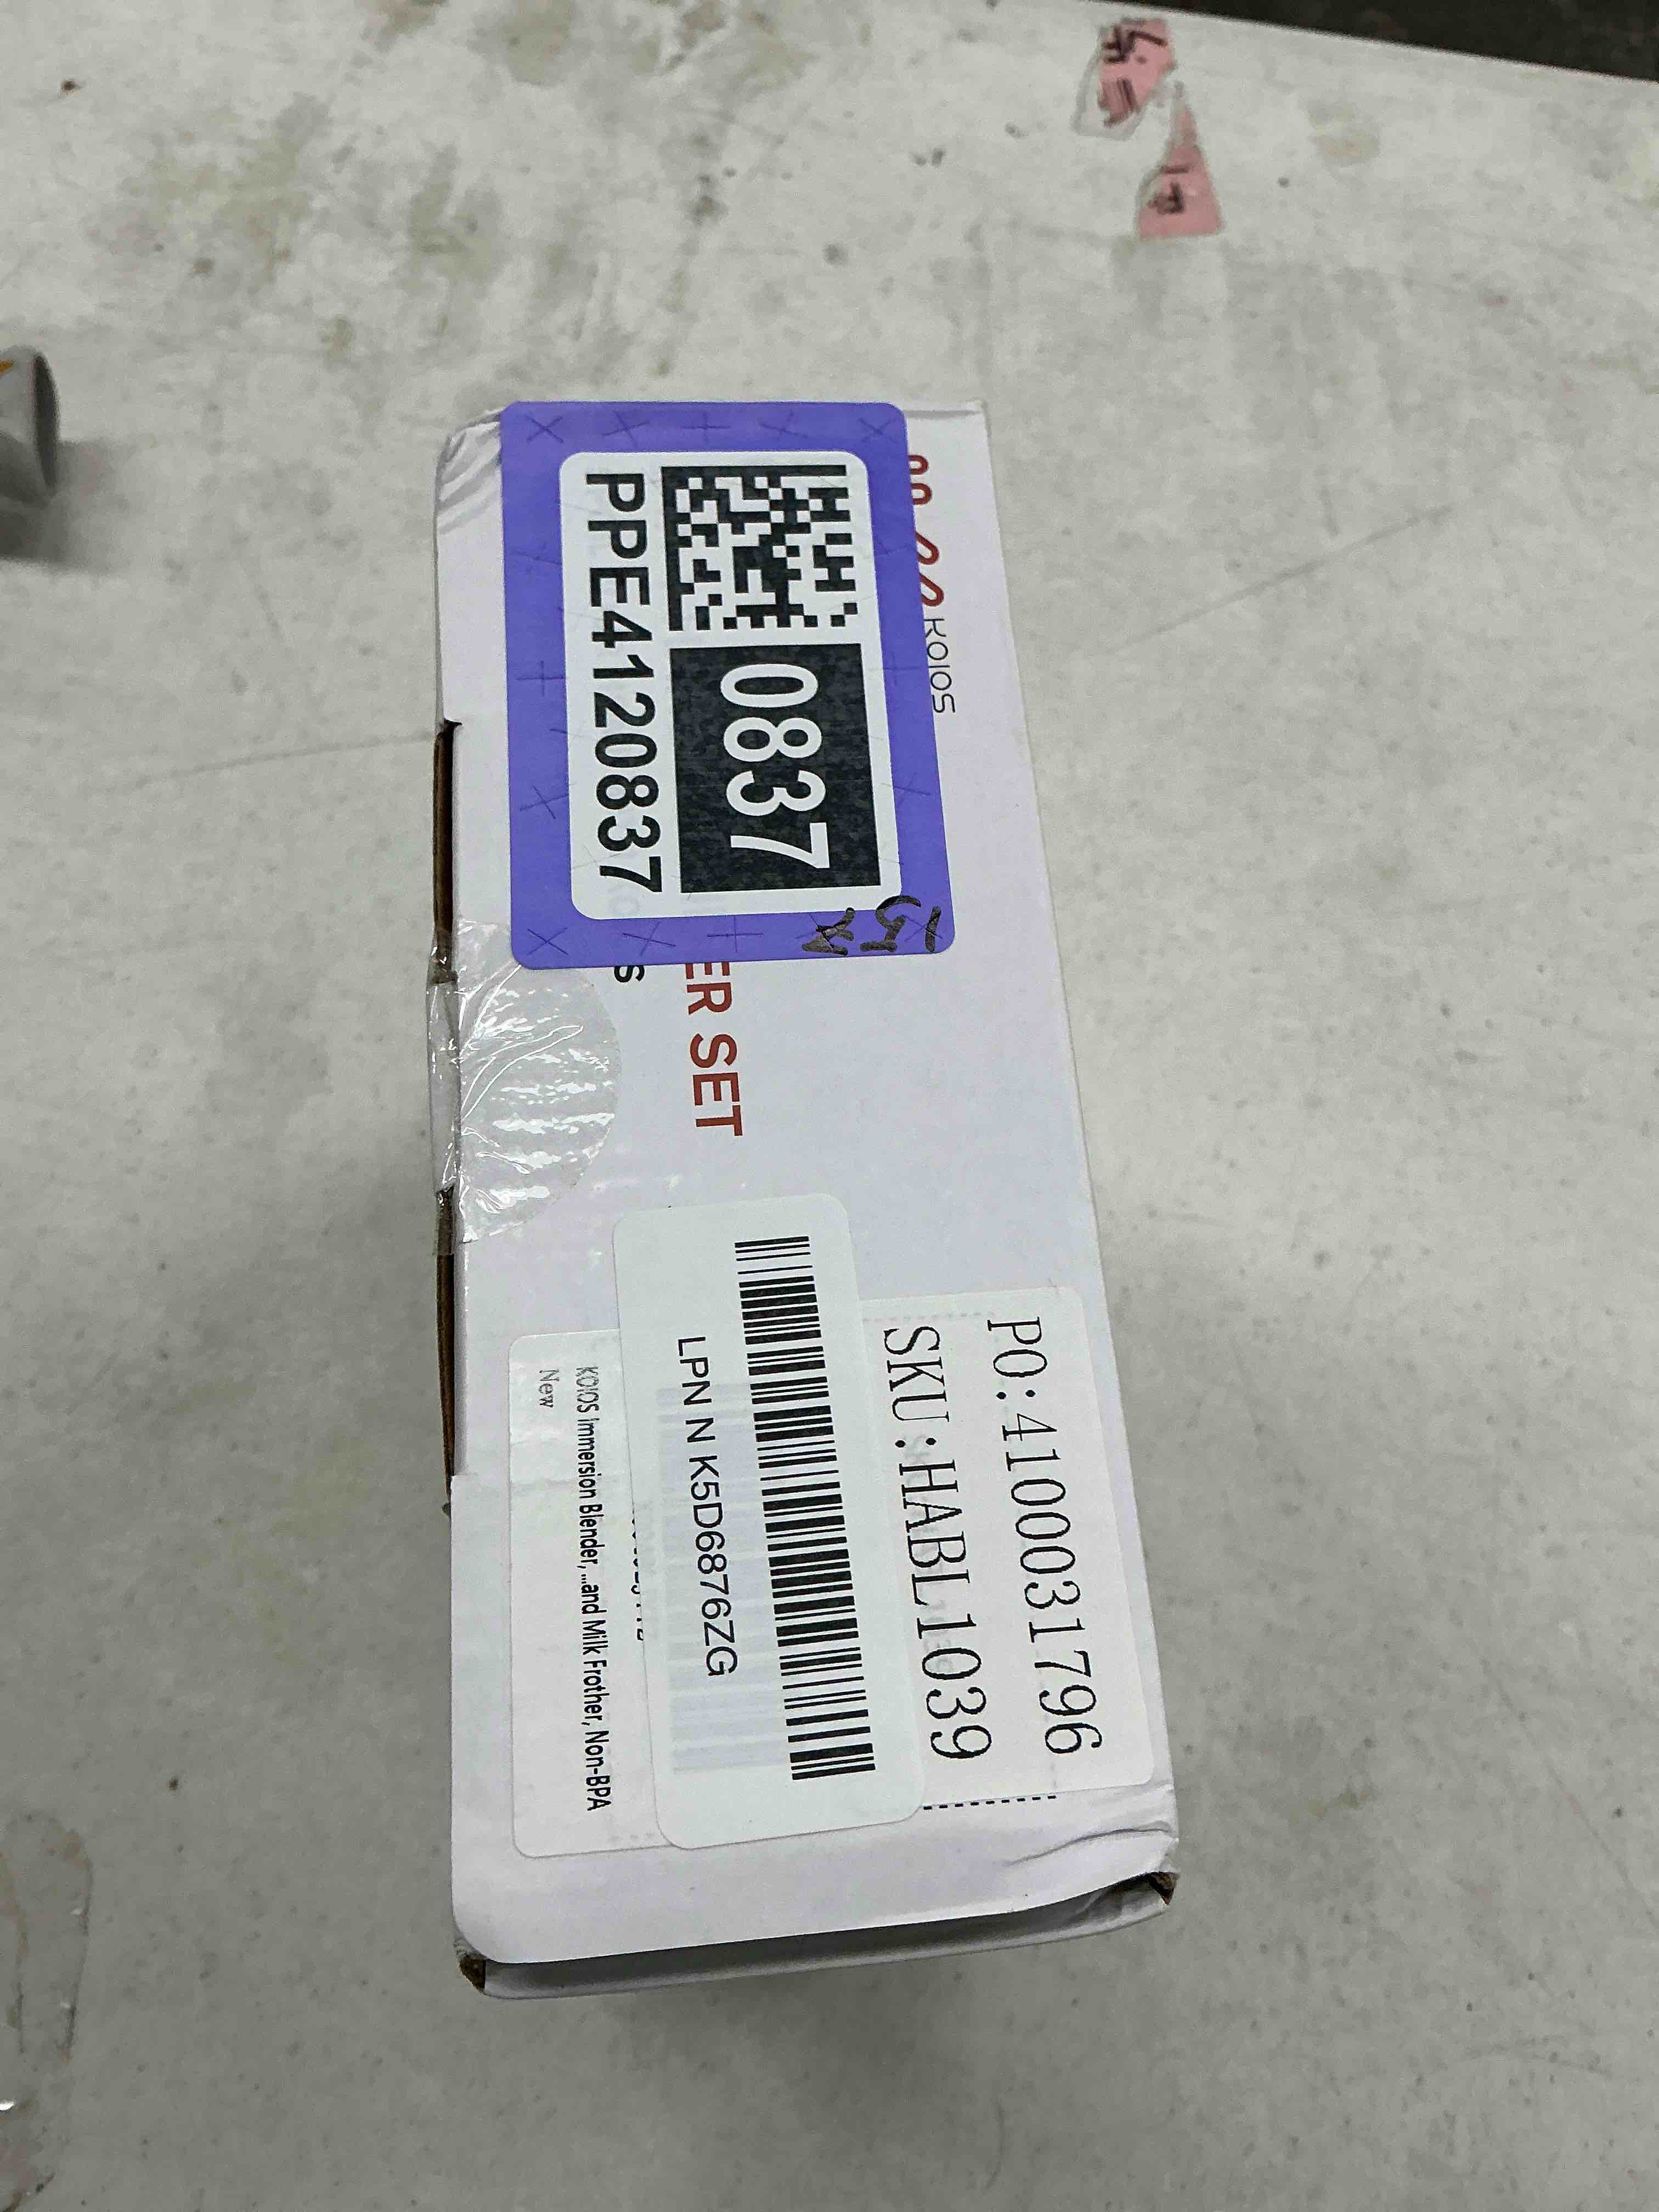 KOIOS
0837
PPE4120837
ER SET
s
PO:4100031796
SKU:HABL1039
LPN N K5D6876ZG
KOIOS Immersion Blender, ...and Milk Frother, Non-BPA
New